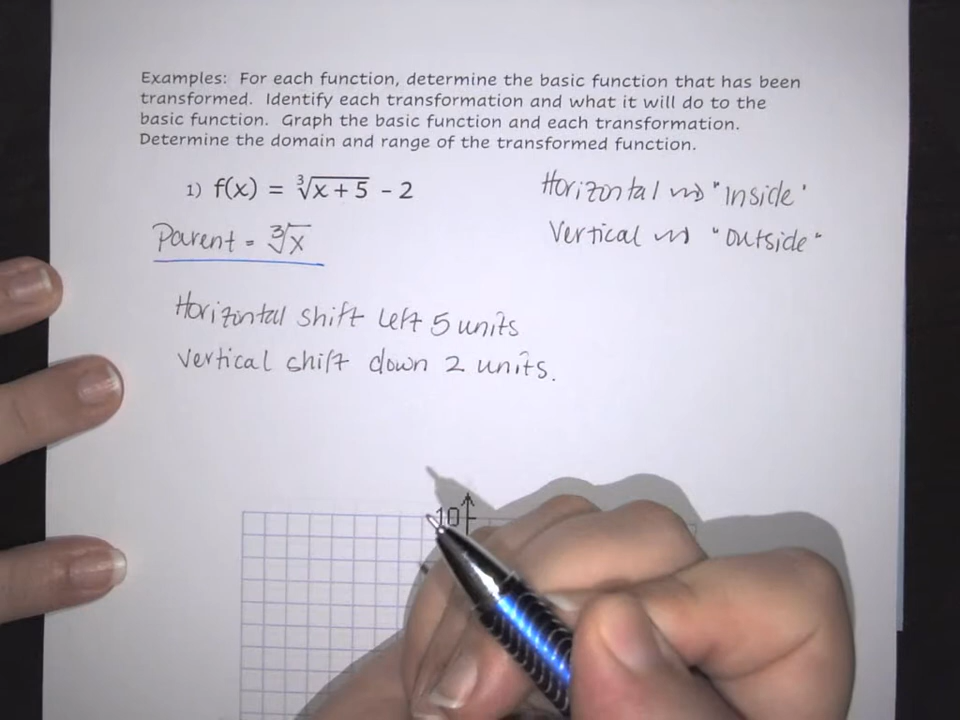 Examples: For each function, determine the basic function that has been
transformed. Identify each transformation and what it will do to the
basic function. Graph the basic function and each transformation.
Determine the domain and range of the transformed function.
1) f(x) = ∛(x + 5) - 2
Horizontal ⇝ "Inside"
Parent = ∛x
Vertical ⇝ "Outside"
Horizontal shift left 5 units
Vertical shift down 2 units.
10